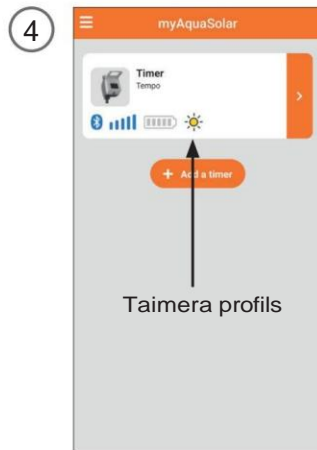 4
myAquaSolar
Timer
Tempo
+ Add a timer
Taimera profils